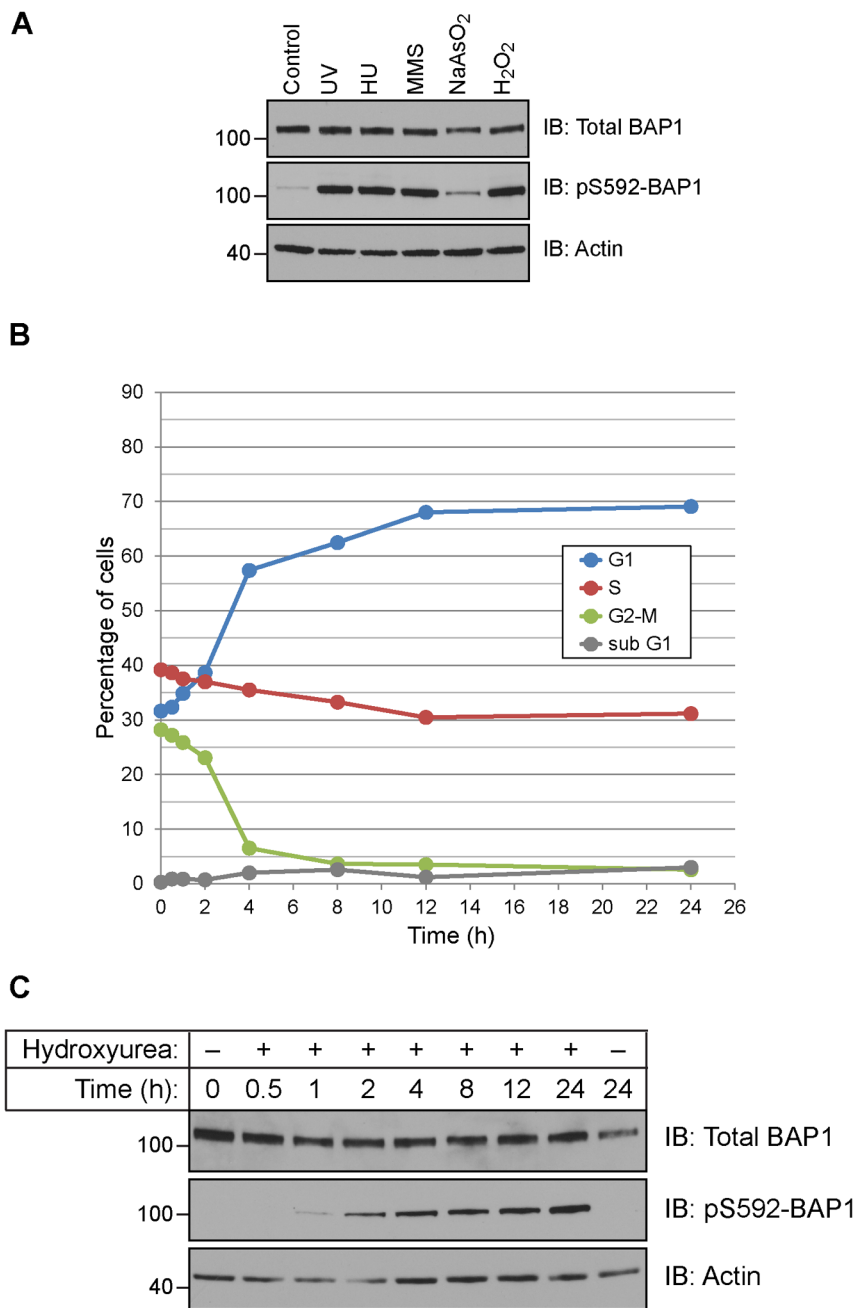 A
Control UV HU MMS NaAsO₂ H₂O₂
100 IB: Total BAP1
100 IB: pS592-BAP1
40 IB: Actin
B
90
80
70
60
50
40
30
20
10
0
Percentage of cells
G1
S
G2-M
sub G1
0 2 4 6 8 10 12 14 16 18 20 22 24 26
Time (h)
C
Hydroxyurea: – + + + + + + + –
Time (h): 0 0.5 1 2 4 8 12 24 24
100 IB: Total BAP1
100 IB: pS592-BAP1
40 IB: Actin